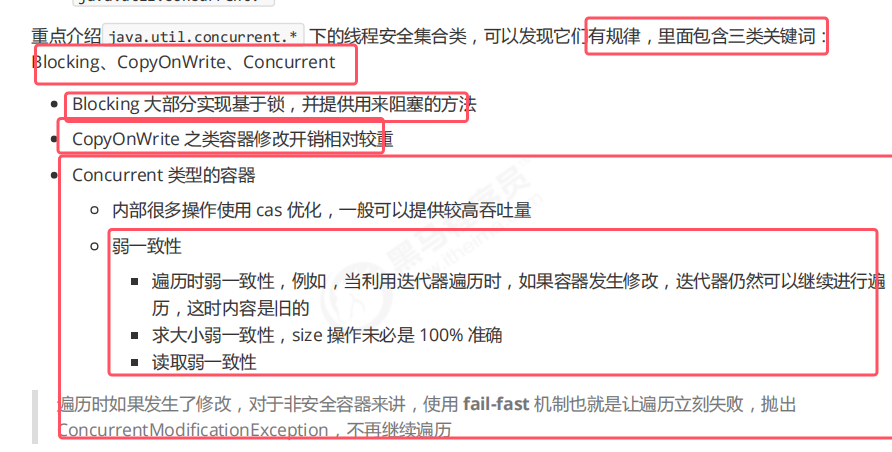 java.util.concurrent.*
重点介绍 java.util.concurrent.* 下的线程安全集合类，可以发现它们有规律，里面包含三类关键词：
Blocking、CopyOnWrite、Concurrent
Blocking 大部分实现基于锁，并提供用来阻塞的方法
CopyOnWrite 之类容器修改开销相对较重
Concurrent 类型的容器
内部很多操作使用 cas 优化，一般可以提供较高吞吐量
弱一致性
遍历时弱一致性，例如，当利用迭代器遍历时，如果容器发生修改，迭代器仍然可以继续进行遍
历，这时内容是旧的
求大小弱一致性，size 操作未必是 100% 准确
读取弱一致性
遍历时如果发生了修改，对于非安全容器来讲，使用 fail-fast 机制也就是让遍历立刻失败，抛出
ConcurrentModificationException，不再继续遍历